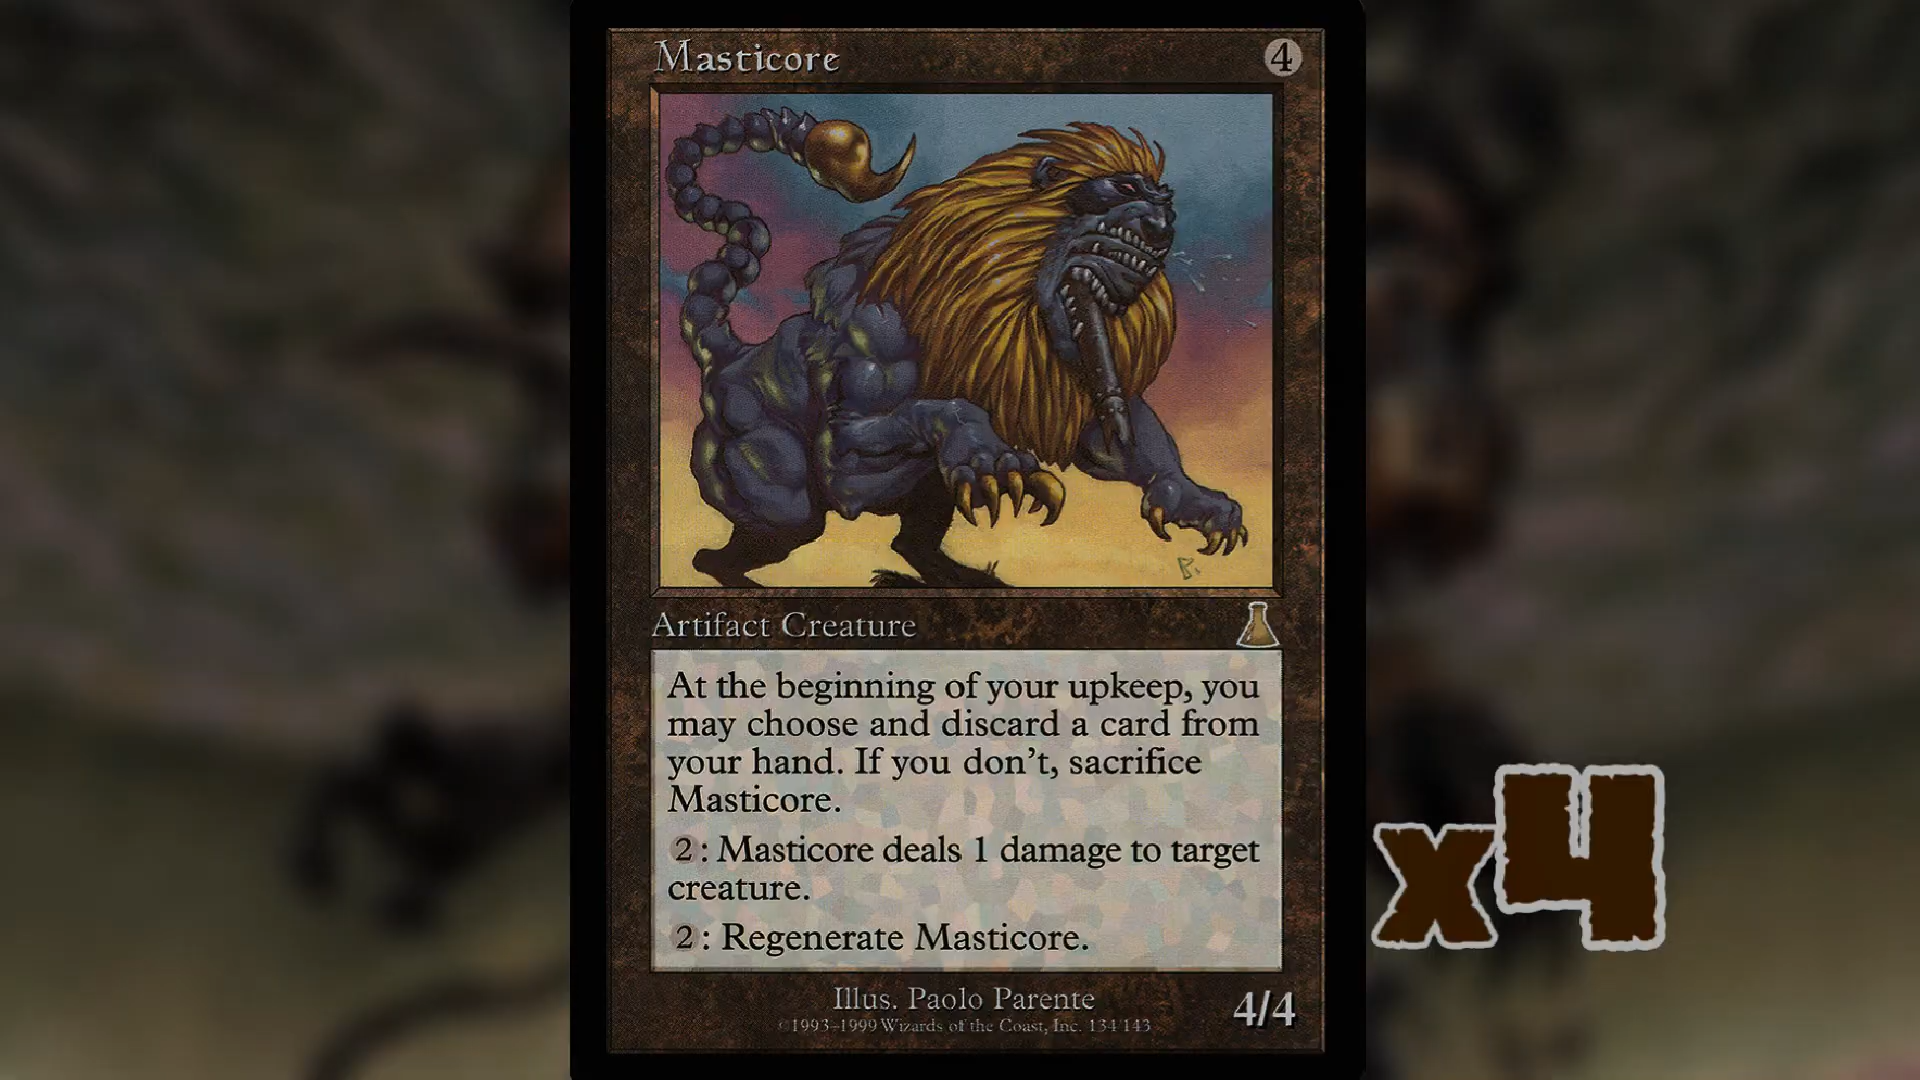 Masticore
4
Artifact Creature
At the beginning of your upkeep, you
may choose and discard a card from
your hand. If you don't, sacrifice
Masticore.
2: Masticore deals 1 damage to target
creature.
2: Regenerate Masticore.
Illus. Paolo Parente
©1993–1999 Wizards of the Coast, Inc. 134/143
4/4
x4